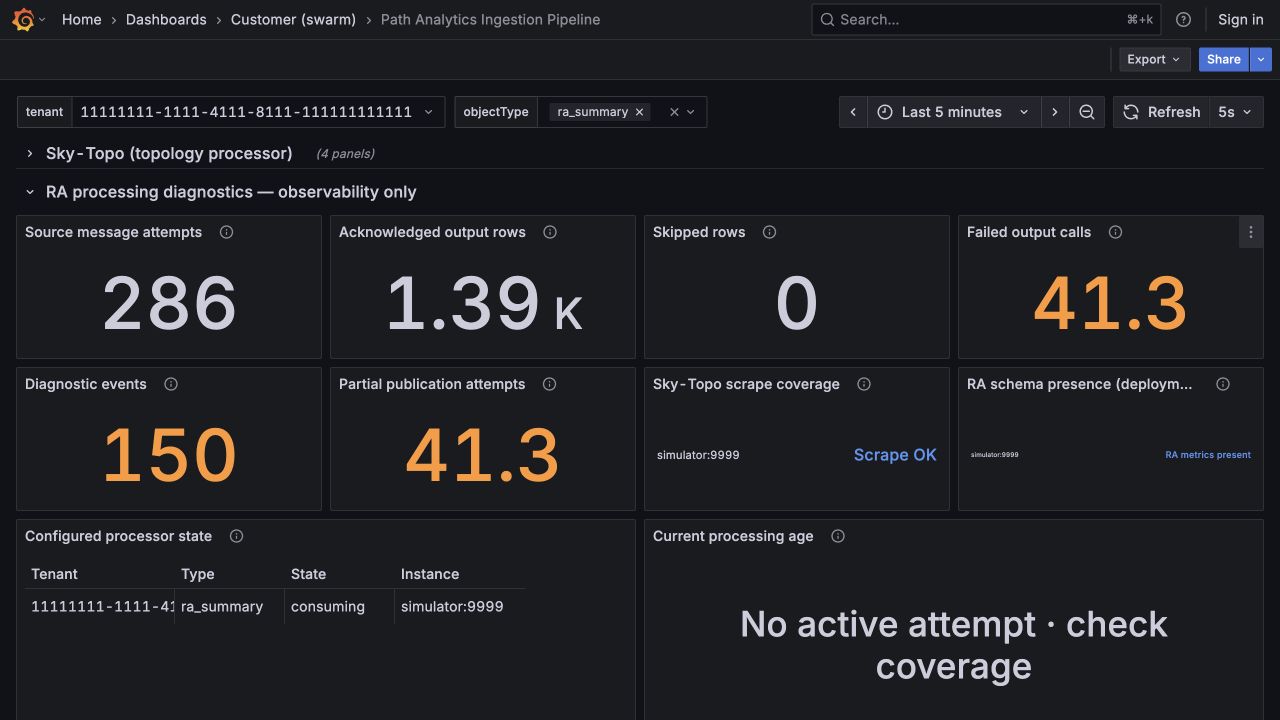 Home › Dashboards › Customer (swarm) › Path Analytics Ingestion Pipeline
Search... ⌘+k
Sign in
Export
Share
tenant 11111111-1111-4111-8111-111111111111
objectType ra_summary
Last 5 minutes
Refresh 5s
Sky-Topo (topology processor) (4 panels)
RA processing diagnostics — observability only
Source message attempts
286
Acknowledged output rows
1.39 K
Skipped rows
0
Failed output calls
41.3
Diagnostic events
150
Partial publication attempts
41.3
Sky-Topo scrape coverage
simulator:9999 Scrape OK
RA schema presence (deploym...
simulator:9999 RA metrics present
Configured processor state
Tenant Type State Instance
11111111-1111-41 ra_summary consuming simulator:9999
Current processing age
No active attempt · check
coverage